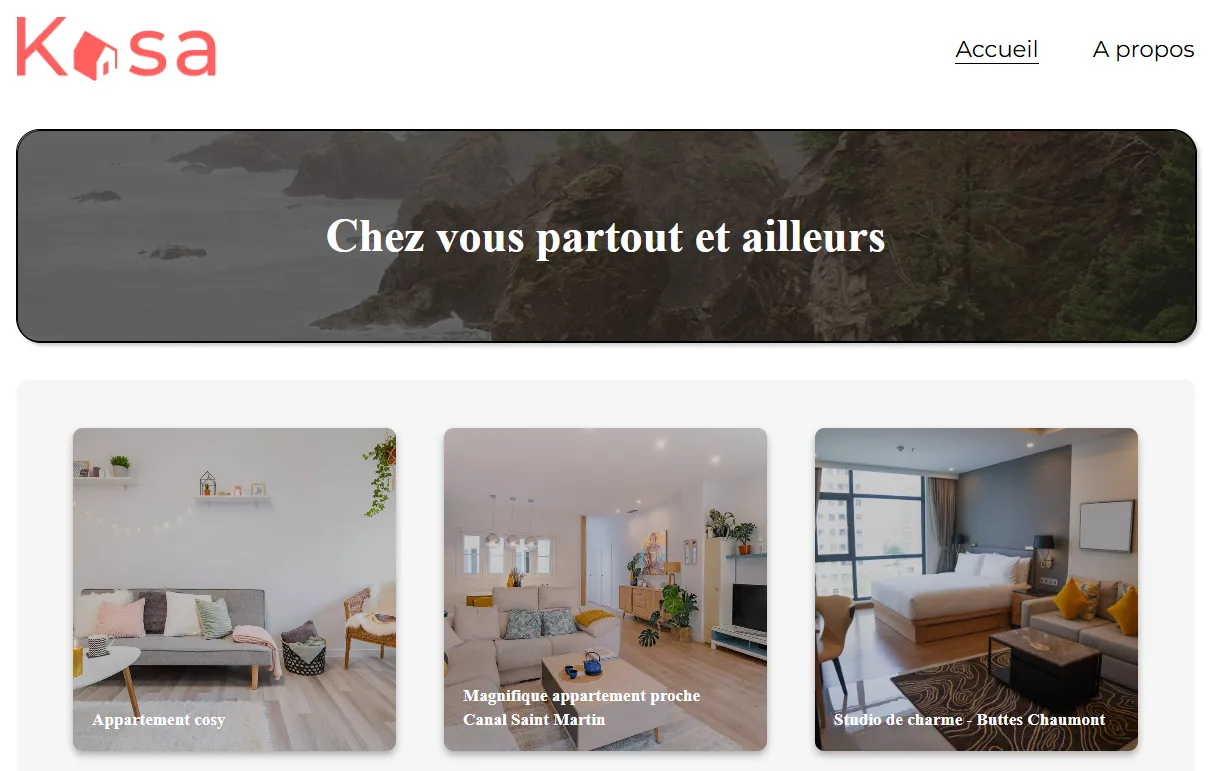 Kasa
Accueil
A propos
Chez vous partout et ailleurs
Appartement cosy
Magnifique appartement proche
Canal Saint Martin
Studio de charme - Buttes Chaumont